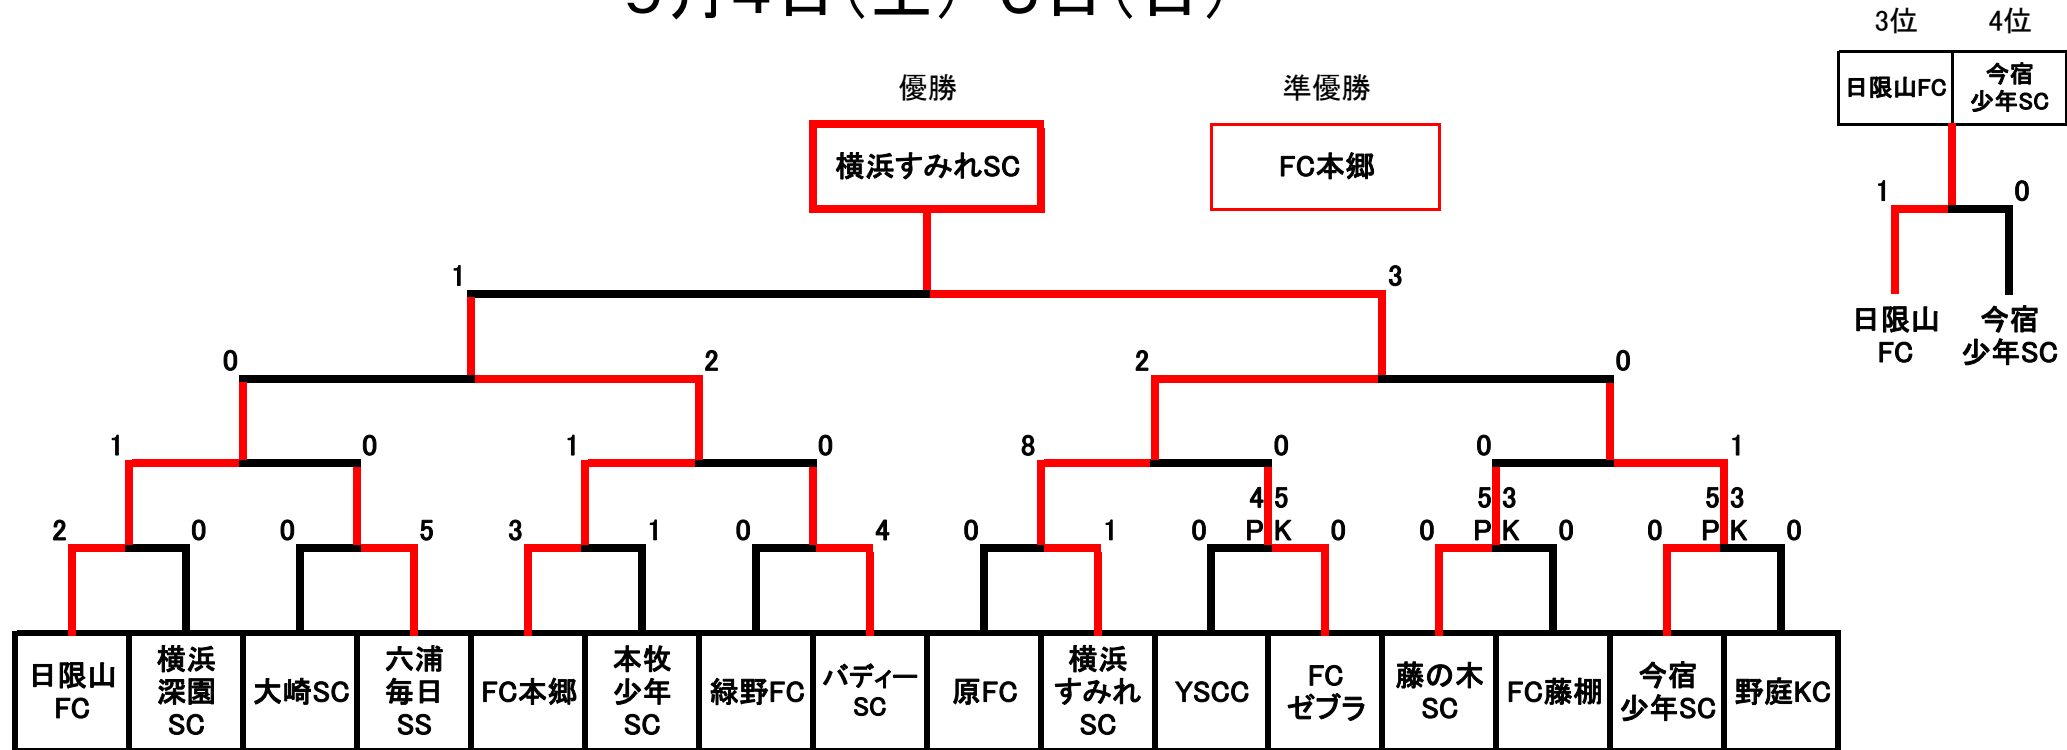 3位 4位
日限山FC
今宿
少年SC
優勝 準優勝
横浜すみれSC FC本郷
1 0
1 3
日限山
FC
今宿
少年SC
0 2 2 0
1 0 1 0 8 0 0 1
4 5 5 3 5 3
P K P K P K
2 0 0 5 3 1 0 4 0 1 0 0 0 0 0 0
日限山
FC
横浜
深園
SC
大崎SC
六浦
毎日
SS
FC本郷
本牧
少年
SC
緑野FC
バディー
SC
原FC
横浜
すみれ
SC
YSCC
FC
ゼブラ
藤の木
SC
FC藤棚
今宿
少年SC
野庭KC